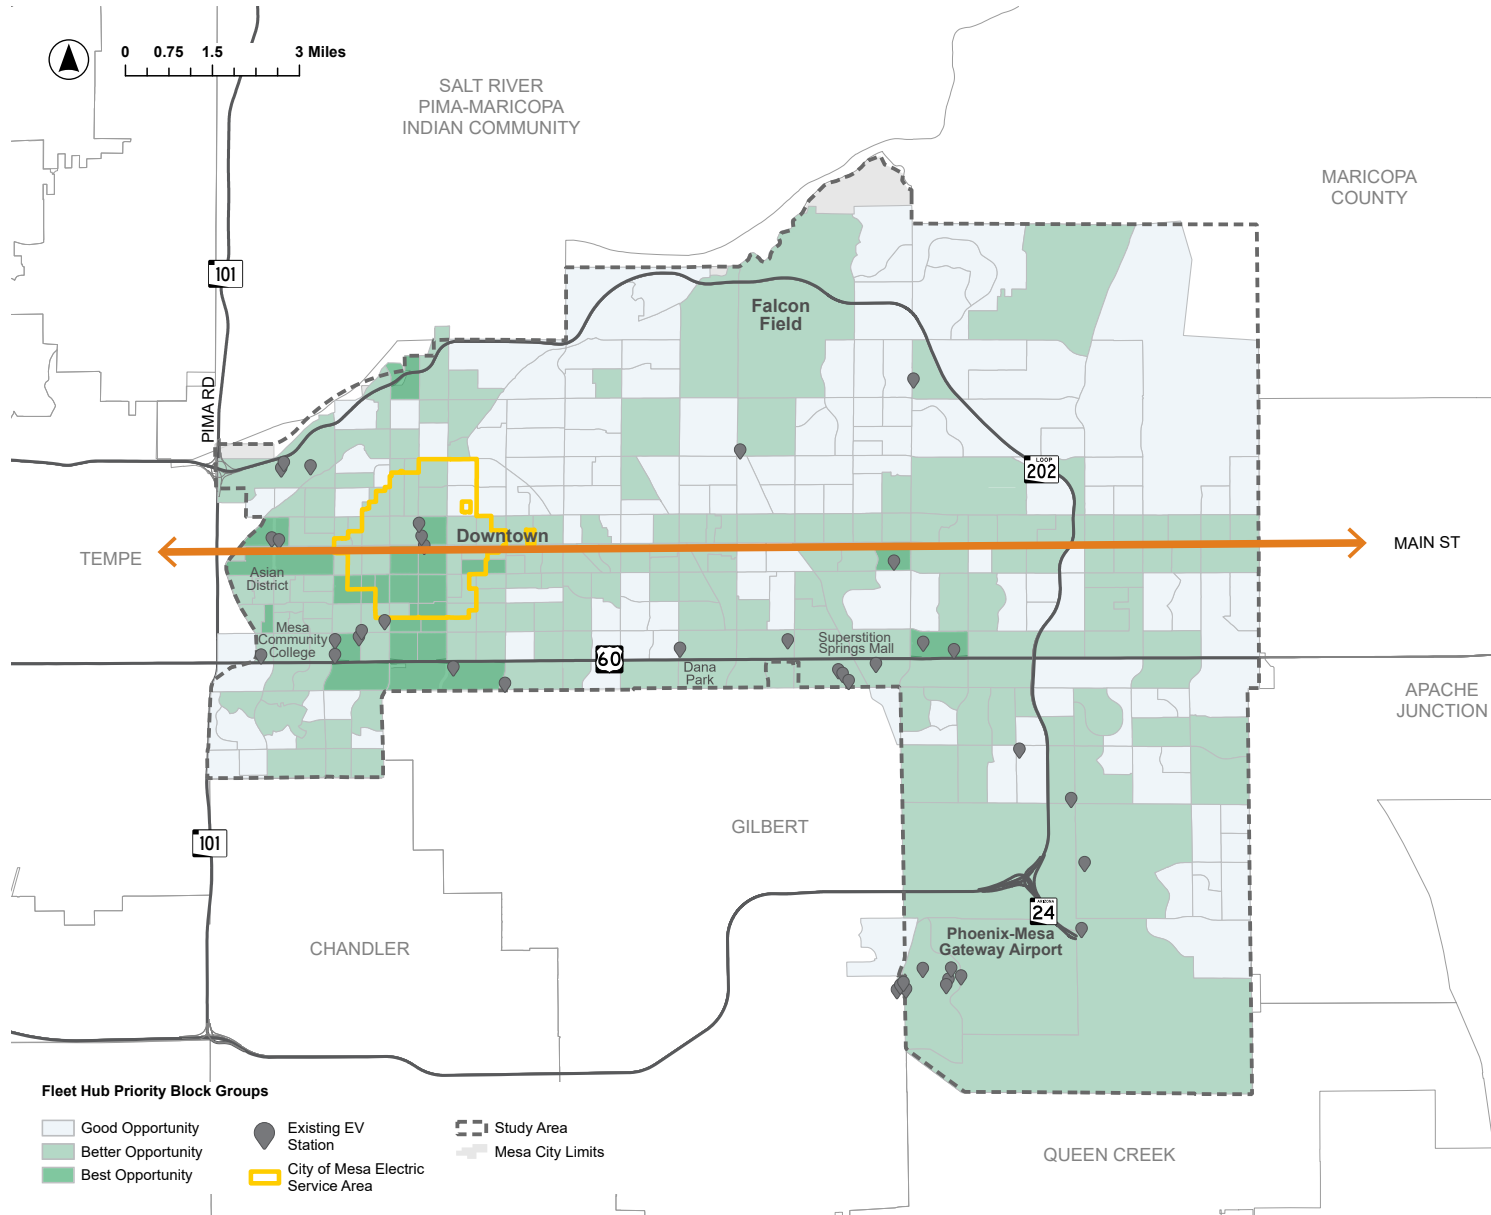 0 0.75 1.5 3 Miles
SALT RIVER
PIMA-MARICOPA
INDIAN COMMUNITY
MARICOPA
COUNTY
101
Falcon
Field
PIMA RD
LOOP
202
Downtown
MAIN ST
TEMPE
Asian
District
Mesa
Community
College
60
Superstition
Springs Mall
Dana
Park
APACHE
JUNCTION
GILBERT
101
ARIZONA
24
Phoenix-Mesa
Gateway Airport
CHANDLER
Fleet Hub Priority Block Groups
Good Opportunity
Better Opportunity
Best Opportunity
Existing EV
Station
City of Mesa Electric
Service Area
Study Area
Mesa City Limits
QUEEN CREEK